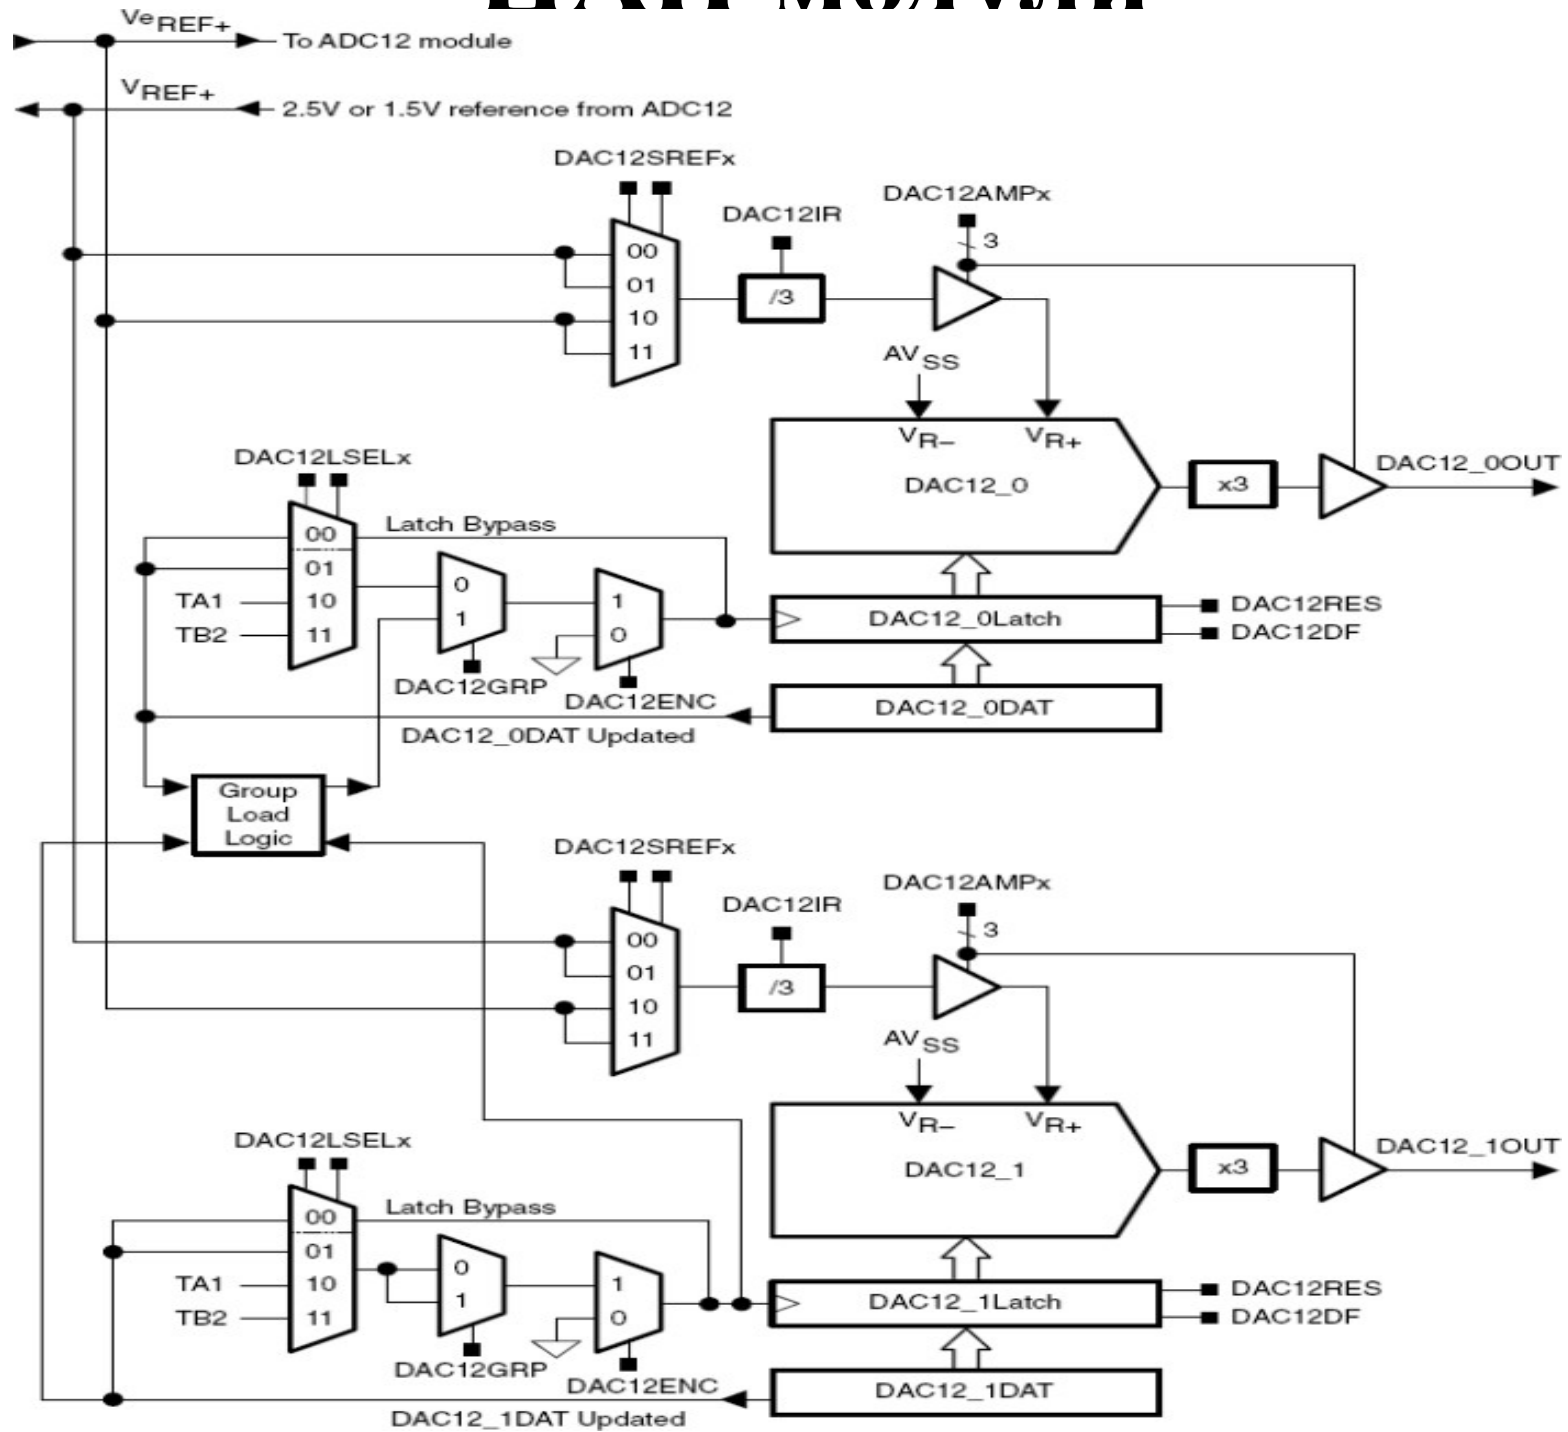 VeREF+
To ADC12 module
VREF+
2.5V or 1.5V reference from ADC12
DAC12SREFx
DAC12IR
DAC12AMPx
3
00
01
10
11
/3
AVSS
VR−
VR+
DAC12_0
x3
DAC12_0OUT
DAC12LSELx
Latch Bypass
00
01
TA1
10
TB2
11
0
1
1
0
DAC12GRP
DAC12ENC
DAC12_0Latch
DAC12RES
DAC12DF
DAC12_0DAT
DAC12_0DAT Updated
Group
Load
Logic
DAC12SREFx
DAC12IR
DAC12AMPx
3
00
01
10
11
/3
AVSS
VR−
VR+
DAC12_1
x3
DAC12_1OUT
DAC12LSELx
Latch Bypass
00
01
TA1
10
TB2
11
0
1
1
0
DAC12GRP
DAC12ENC
DAC12_1Latch
DAC12RES
DAC12DF
DAC12_1DAT
DAC12_1DAT Updated